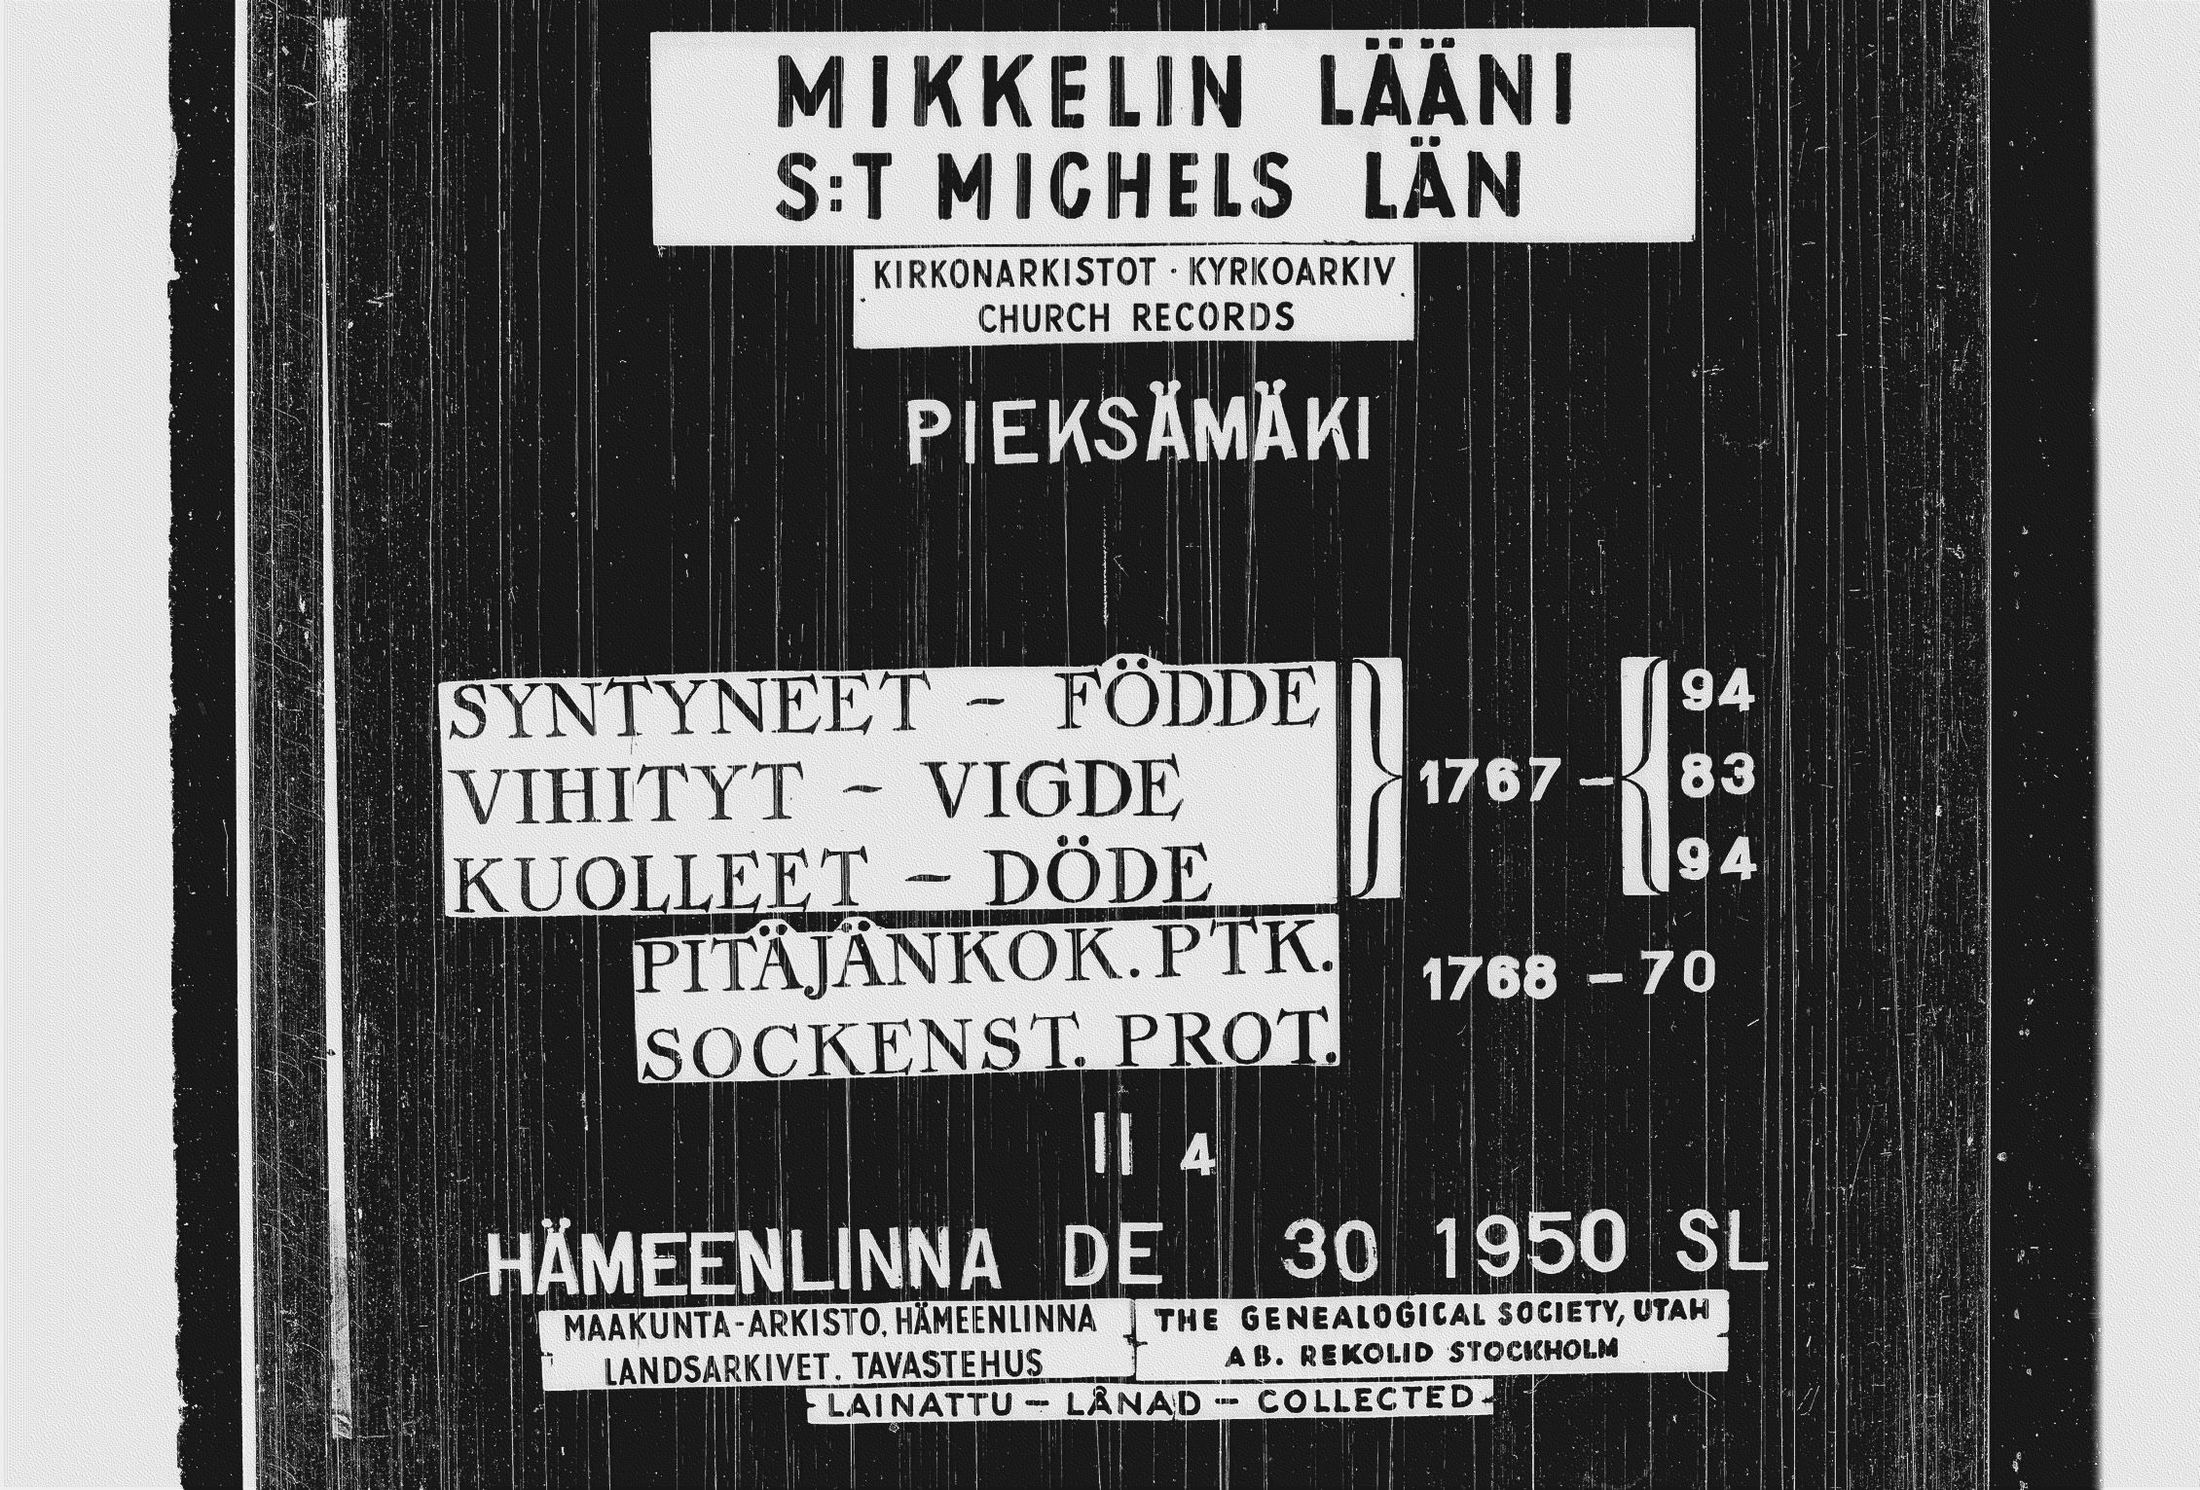 MIKKELIN LÄÄNI
S:T MICHELS LÄN
KIRKONARKISTOT · KYRKOARKIV
CHURCH RECORDS
PIEKSÄMÄKI
SYNTYNEET – FÖDDE } 1767 – { 94
VIHITYT – VIGDE 83
KUOLLEET – DÖDE 94
PITÄJÄNKOK. PTK. 1768 – 70
SOCKENST. PROT.
II 4
HÄMEENLINNA DE 30 1950 SL
MAAKUNTA-ARKISTO, HÄMEENLINNA
LANDSARKIVET, TAVASTEHUS
THE GENEALOGICAL SOCIETY, UTAH
AB. REKOLID STOCKHOLM
LAINATTU – LÅNAD – COLLECTED